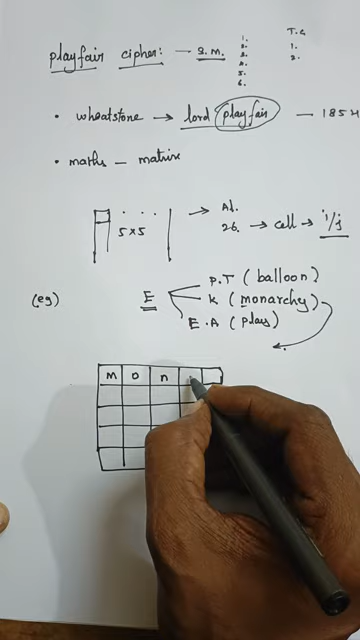 playfair cipher: — S.M.
1.
2.
3.
4.
5.
6.
T.C
1.
2.
• wheatstone → lord playfair — 1854
• maths — matrix
5×5 → Al.
26. → cell → i/j
(eg) E
P.T (balloon)
K (monarchy)
E.A (play)
m o n